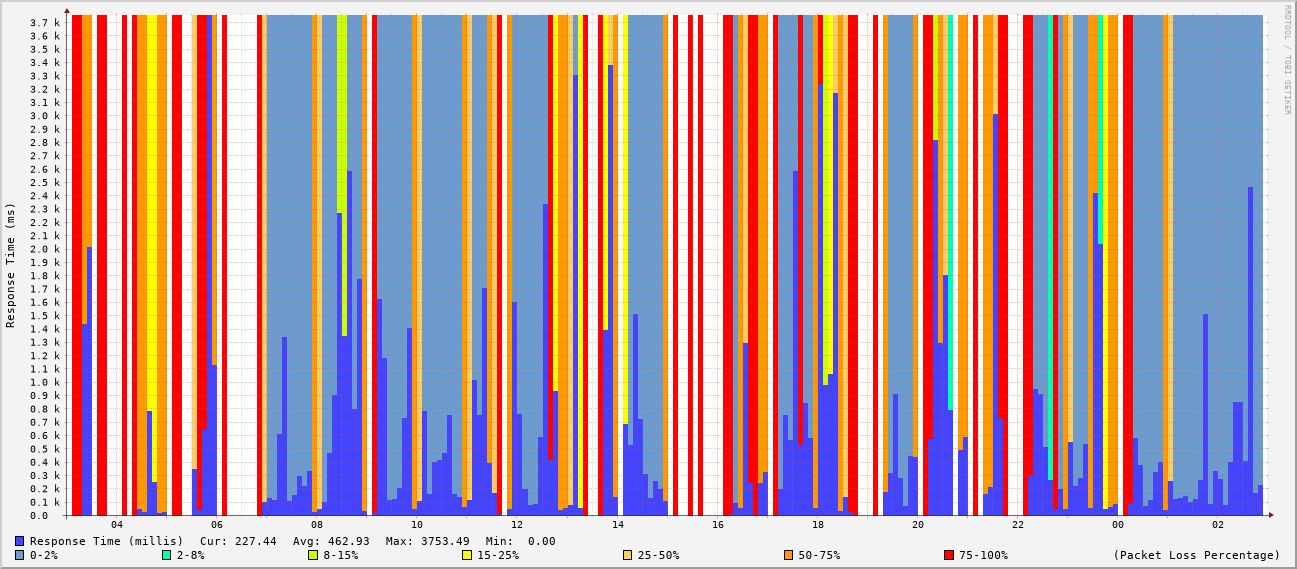 RRDTOOL / TOBI OETIKER
Response Time (ms)
3.7 k
3.6 k
3.5 k
3.4 k
3.3 k
3.2 k
3.1 k
3.0 k
2.9 k
2.8 k
2.7 k
2.6 k
2.5 k
2.4 k
2.3 k
2.2 k
2.1 k
2.0 k
1.9 k
1.8 k
1.7 k
1.6 k
1.5 k
1.4 k
1.3 k
1.2 k
1.1 k
1.0 k
0.9 k
0.8 k
0.7 k
0.6 k
0.5 k
0.4 k
0.3 k
0.2 k
0.1 k
0.0
04 06 08 10 12 14 16 18 20 22 00 02
Response Time (millis) Cur: 227.44 Avg: 462.93 Max: 3753.49 Min: 0.00
0-2% 2-8% 8-15% 15-25% 25-50% 50-75% 75-100% (Packet Loss Percentage)